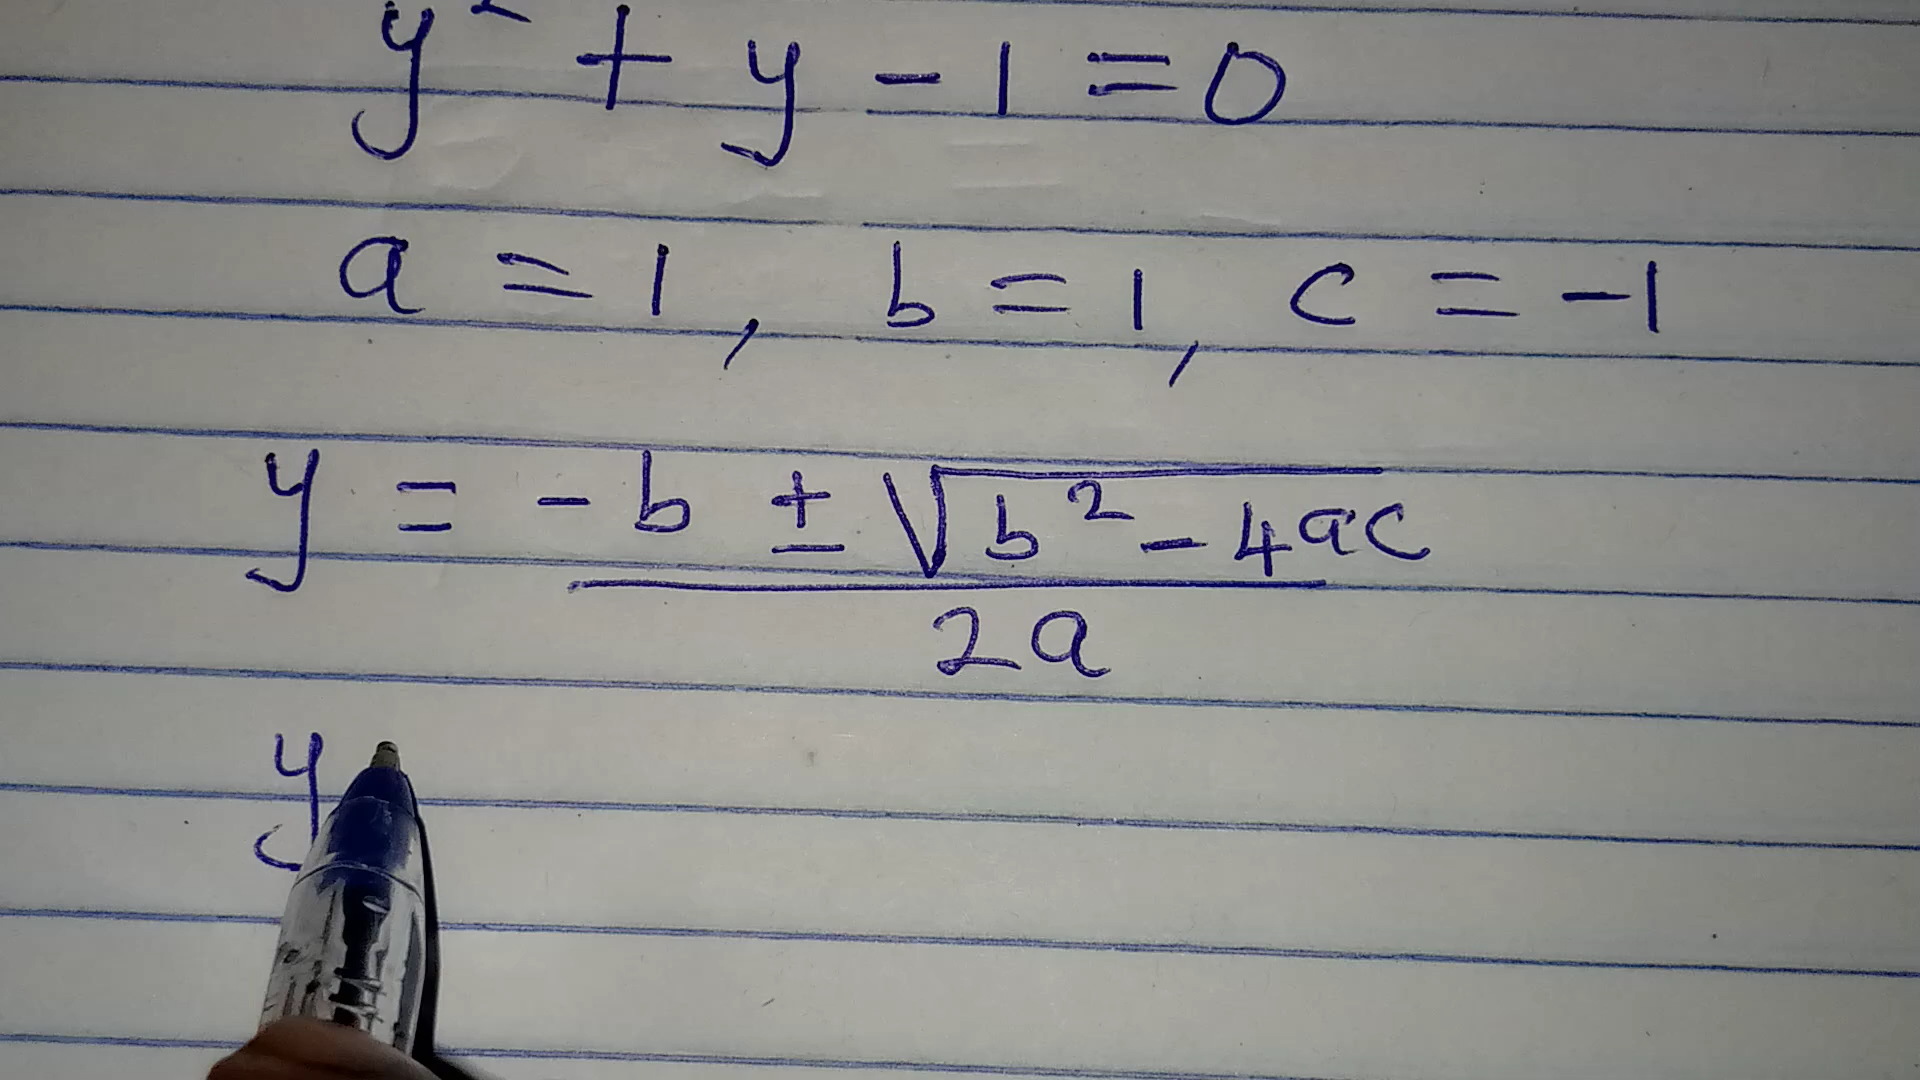 y² + y - 1 = 0
a = 1, b = 1, c = -1
y = -b ± √b² - 4ac
2a
y